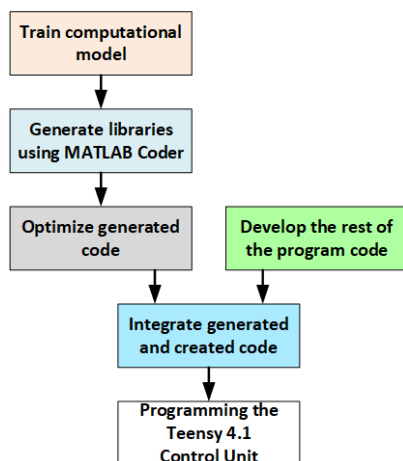 Train computational
model
Generate libraries
using MATLAB Coder
Optimize generated
code
Develop the rest of
the program code
Integrate generated
and created code
Programming the
Teensy 4.1
Control Unit